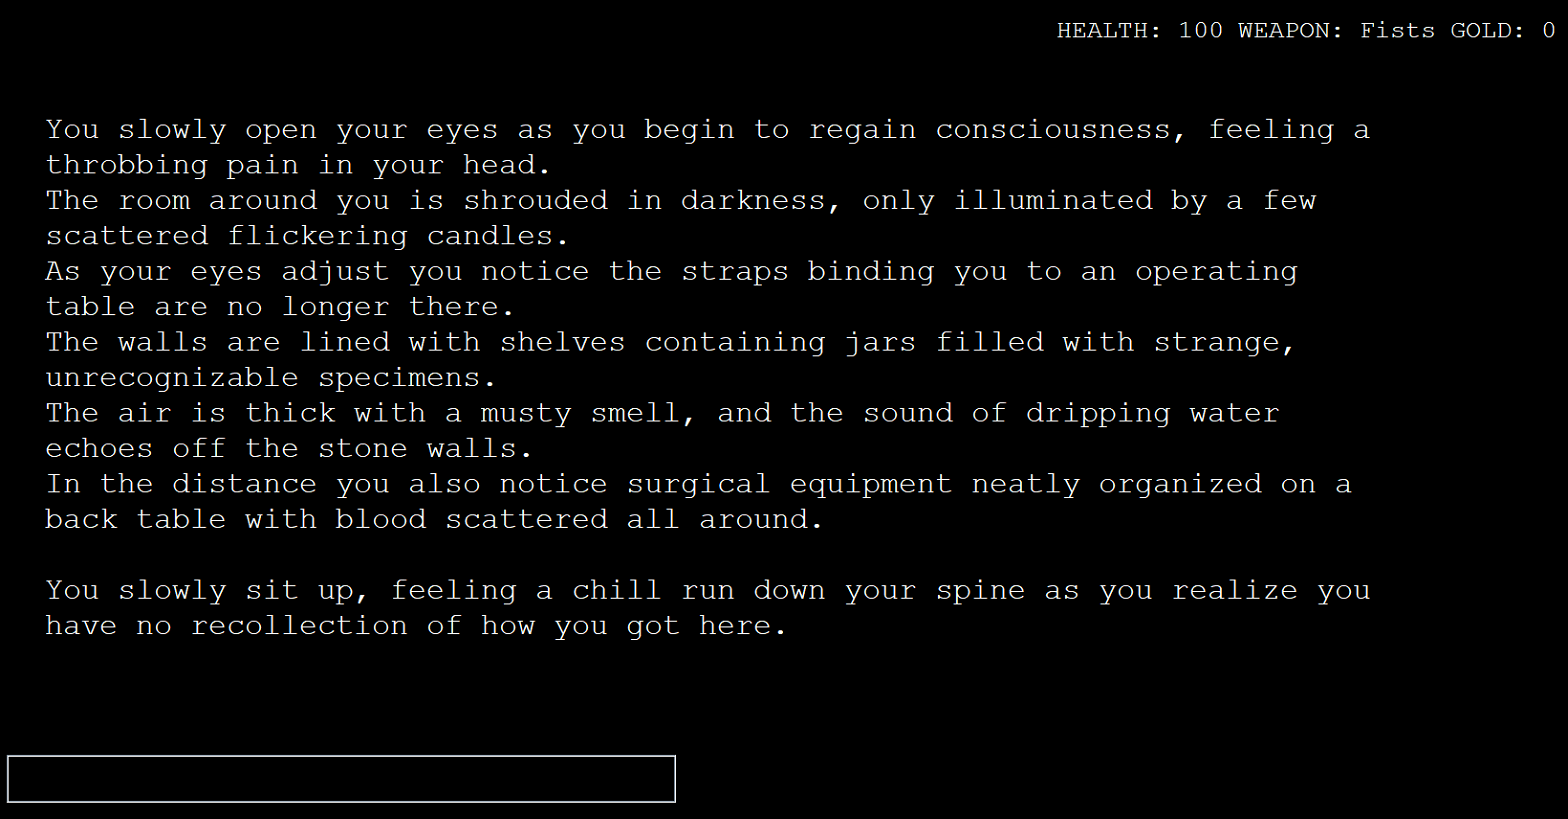 HEALTH: 100 WEAPON: Fists GOLD: 0
You slowly open your eyes as you begin to regain consciousness, feeling a
throbbing pain in your head.
The room around you is shrouded in darkness, only illuminated by a few
scattered flickering candles.
As your eyes adjust you notice the straps binding you to an operating
table are no longer there.
The walls are lined with shelves containing jars filled with strange,
unrecognizable specimens.
The air is thick with a musty smell, and the sound of dripping water
echoes off the stone walls.
In the distance you also notice surgical equipment neatly organized on a
back table with blood scattered all around.
You slowly sit up, feeling a chill run down your spine as you realize you
have no recollection of how you got here.